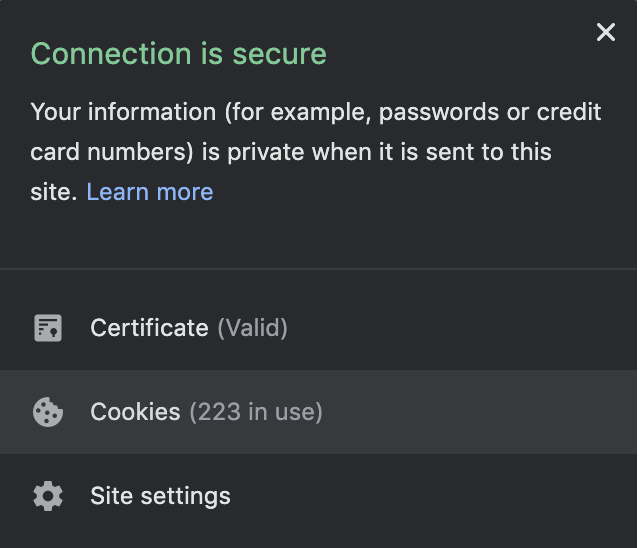 Connection is secure
Your information (for example, passwords or credit
card numbers) is private when it is sent to this
site. Learn more
Certificate (Valid)
Cookies (223 in use)
Site settings